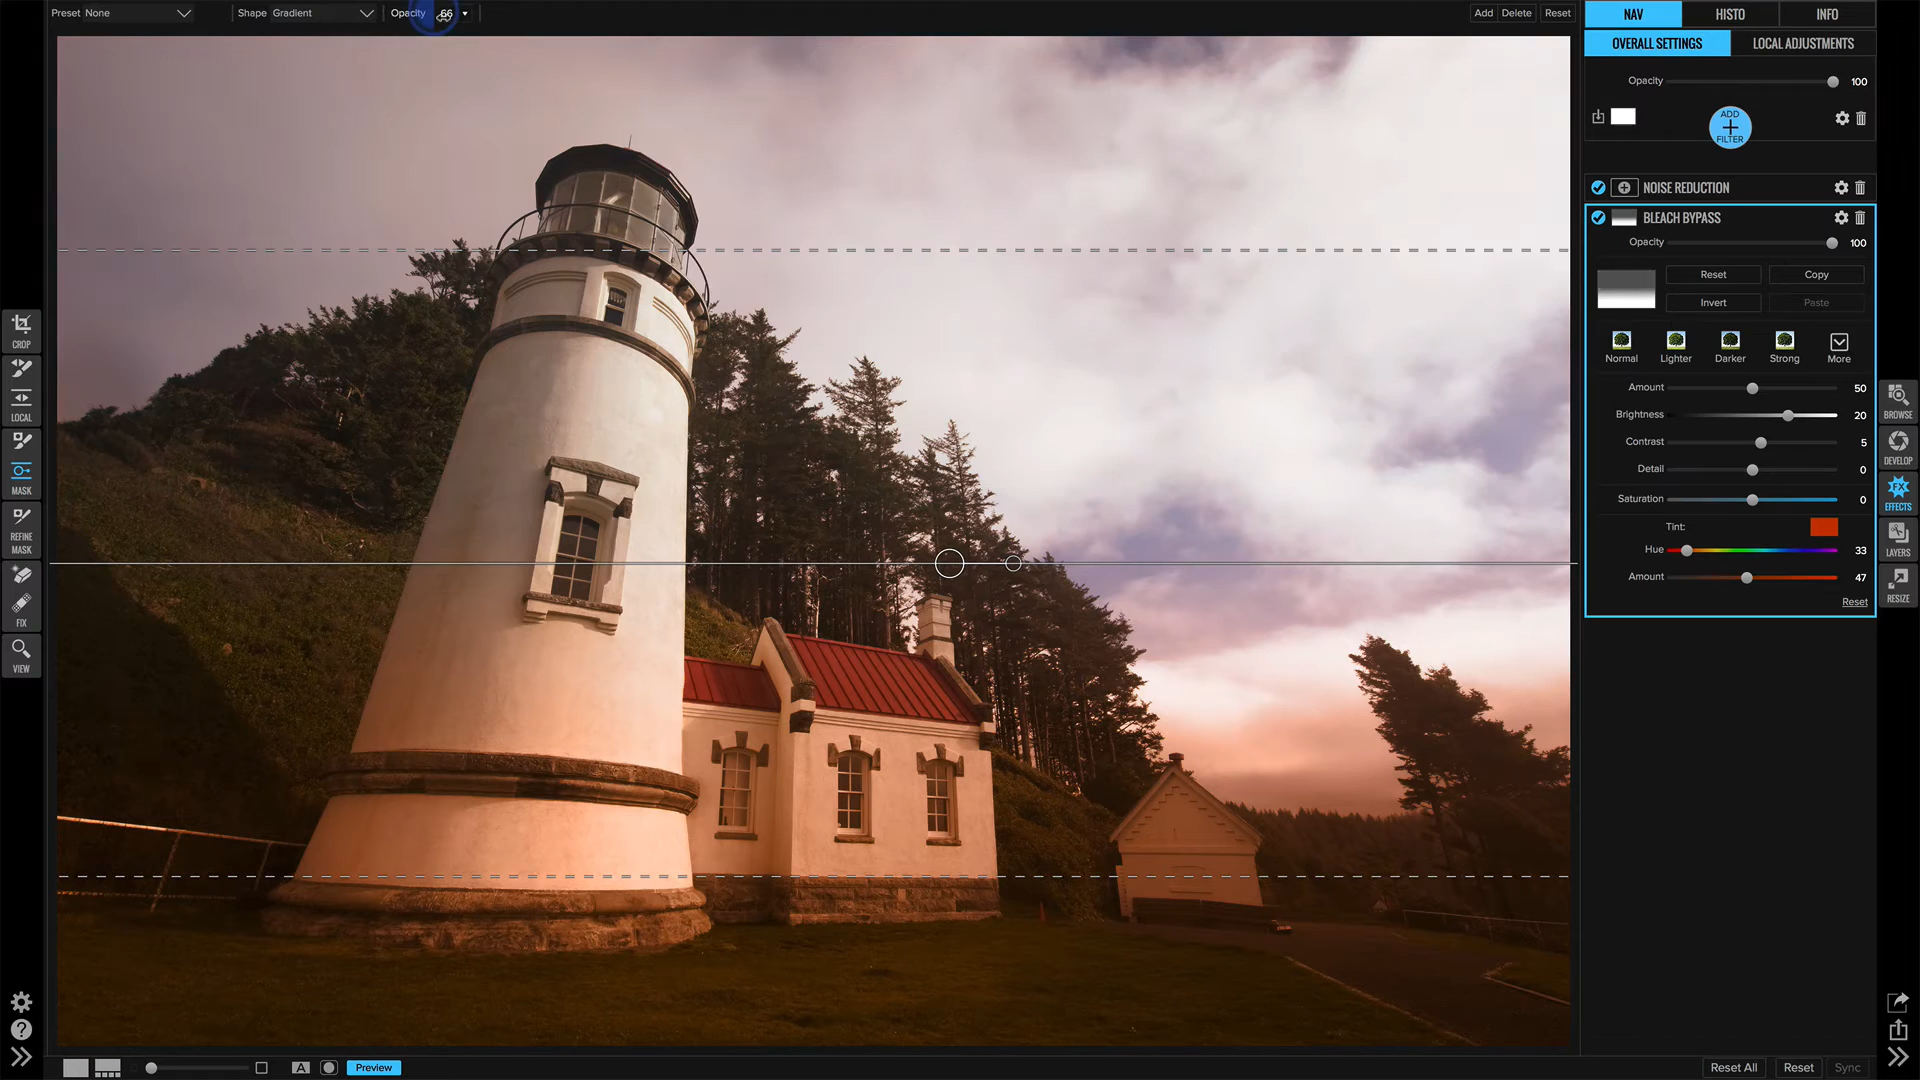 Preset None Shape Gradient Opacity 66 Add Delete Reset
NAV HISTO INFO
OVERALL SETTINGS LOCAL ADJUSTMENTS
Opacity 100
ADD
FILTER
NOISE REDUCTION
BLEACH BYPASS
Opacity 100
Reset Copy
Invert Paste
Normal Lighter Darker Strong More
Amount 50
Brightness 20
Contrast 5
Detail 0
Saturation 0
Tint:
Hue 33
Amount 47
Reset
CROP
LOCAL
MASK
REFINE
MASK
FIX
VIEW
BROWSE
DEVELOP
FX
EFFECTS
LAYERS
RESIZE
?
A Preview Reset All Reset Sync